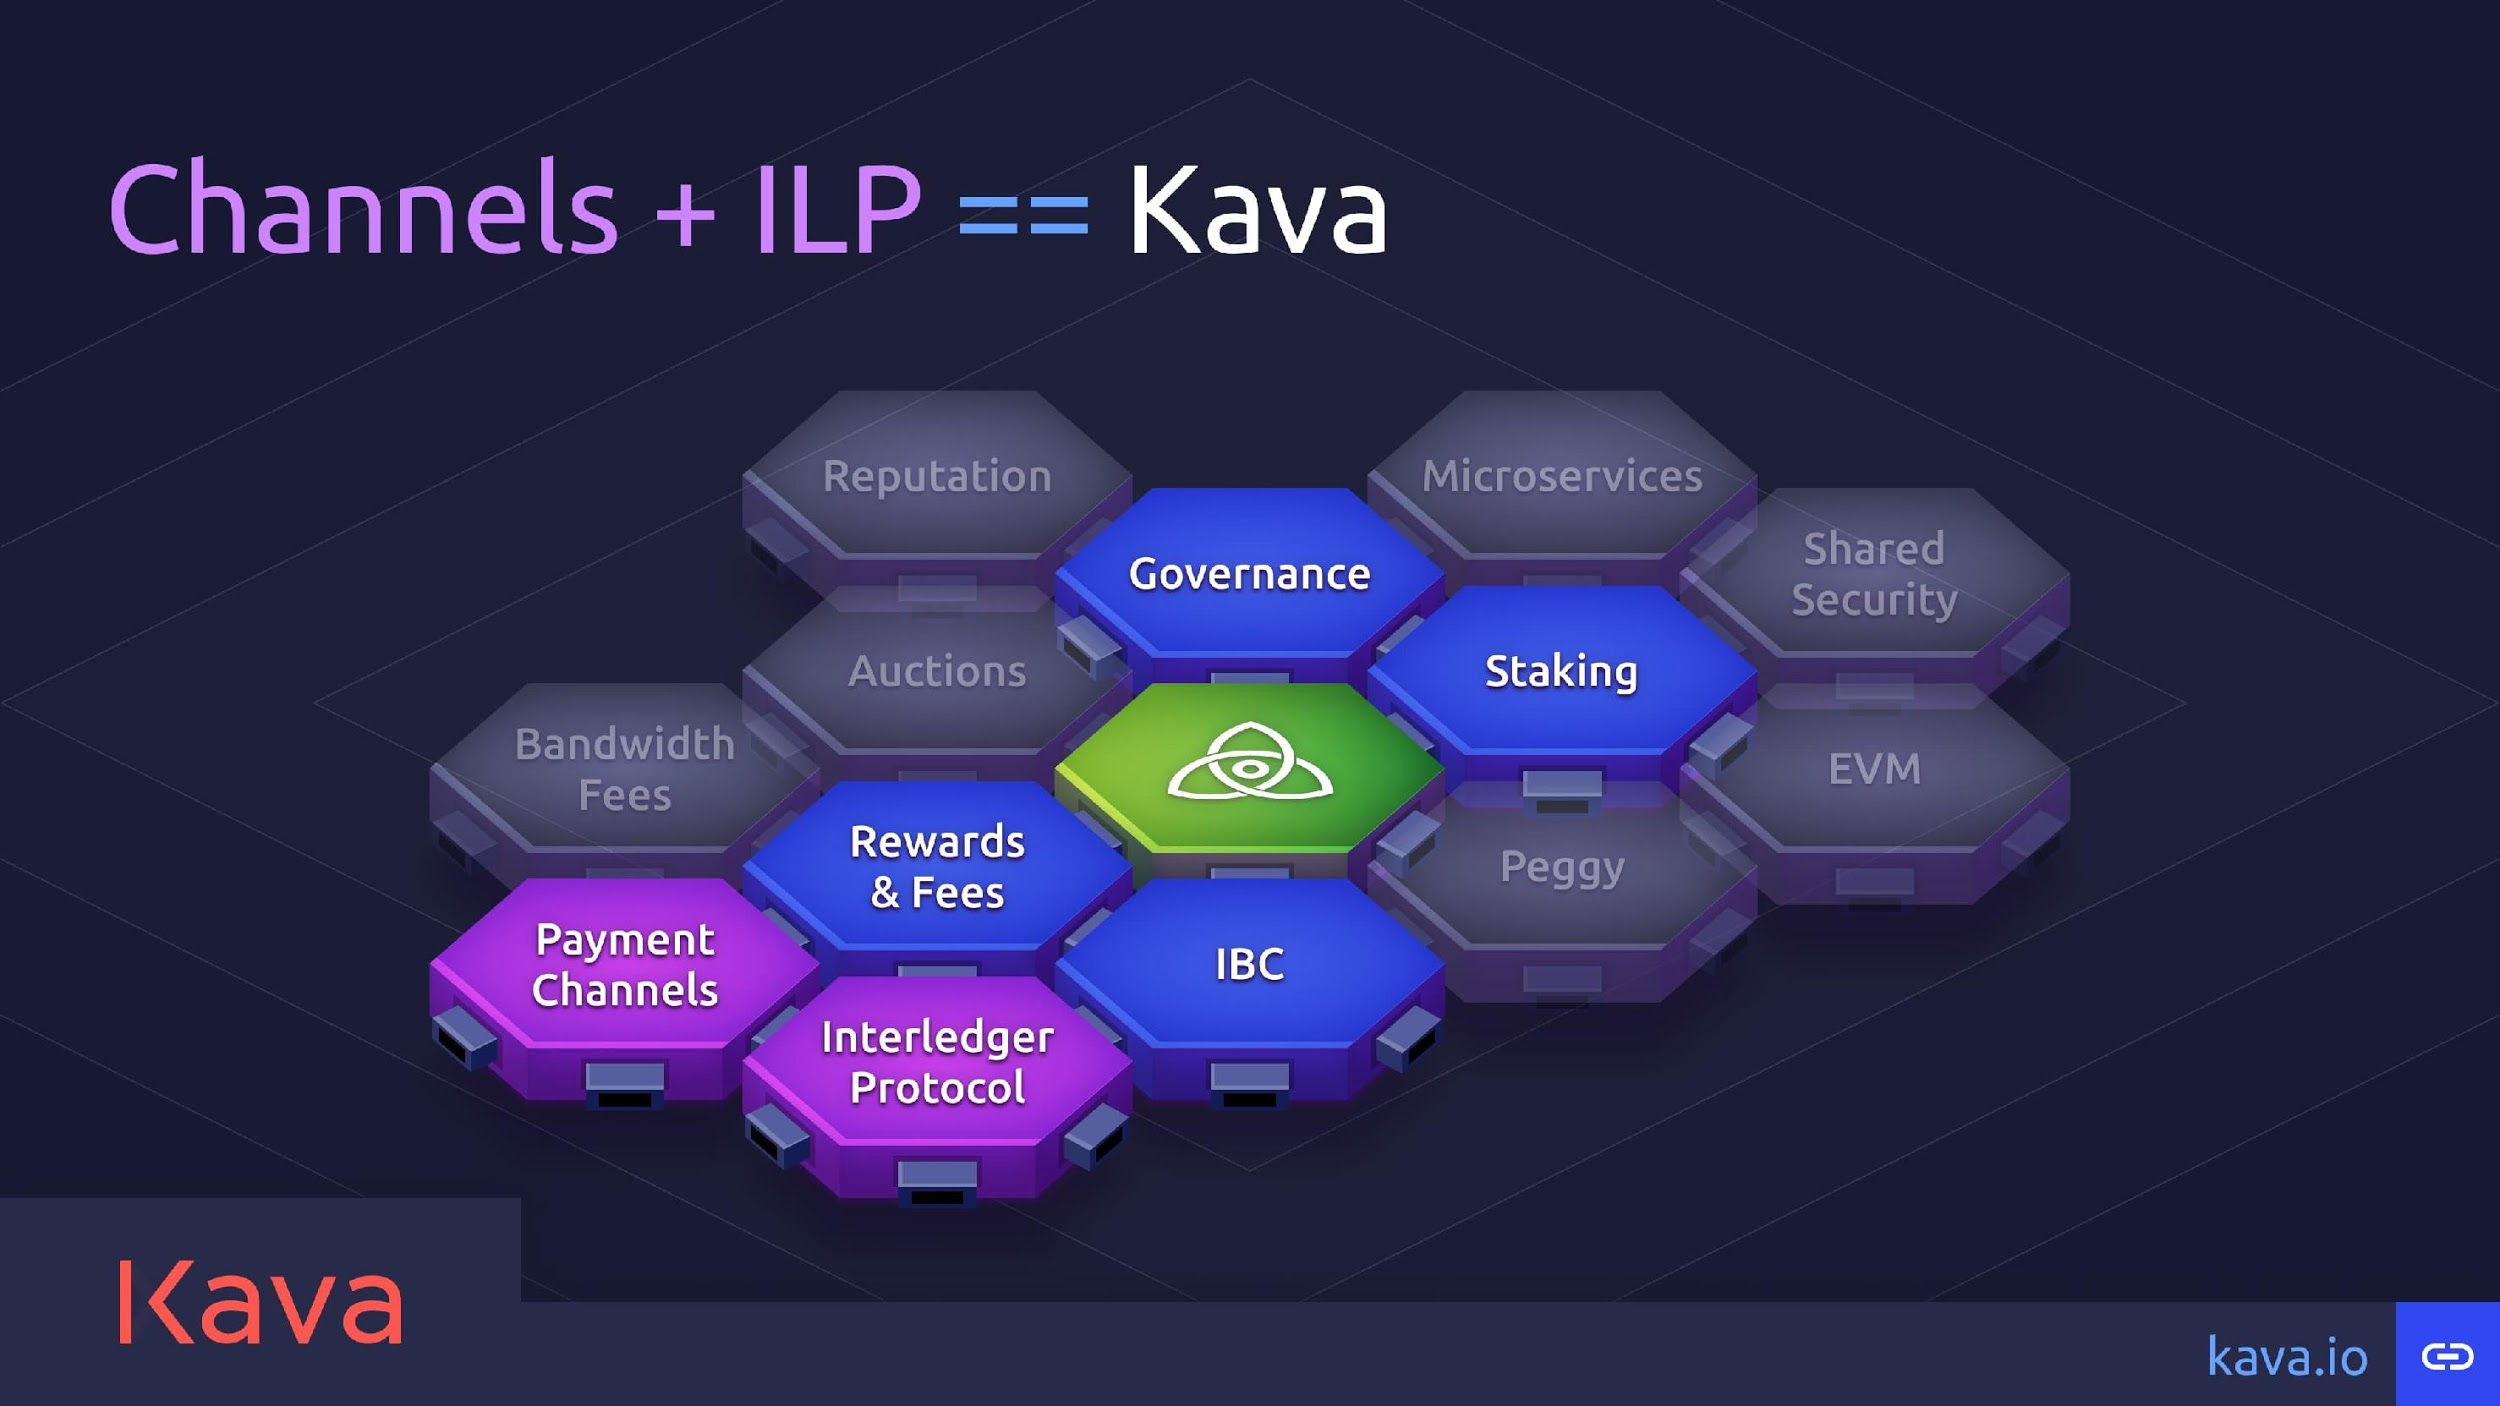 Channels + ILP == Kava
Reputation
Microservices
Governance
Shared
Security
Auctions
Staking
Bandwidth
Fees
EVM
Rewards
& Fees
Peggy
Payment
Channels
IBC
Interledger
Protocol
Kava
kava.io